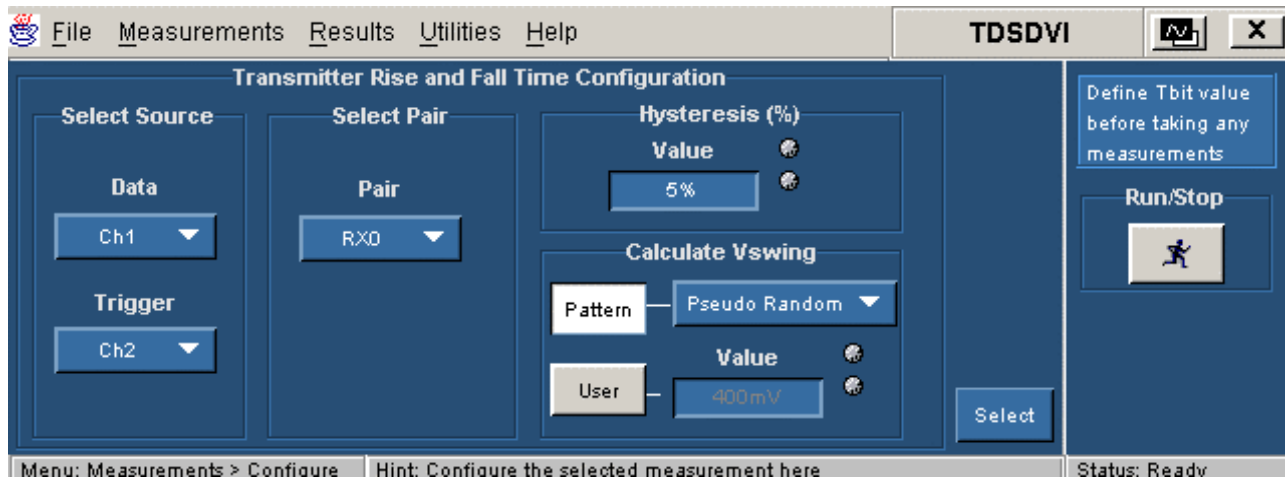 File Measurements Results Utilities Help TDSDVI X
Transmitter Rise and Fall Time Configuration
Select Source
Data
Ch1
Trigger
Ch2
Select Pair
Pair
RX0
Hysteresis (%)
Value
5%
Calculate Vswing
Pattern
Pseudo Random
User
Value
400mV
Select
Define Tbit value
before taking any
measurements
Run/Stop
Menu: Measurements > Configure
Hint: Configure the selected measurement here
Status: Ready